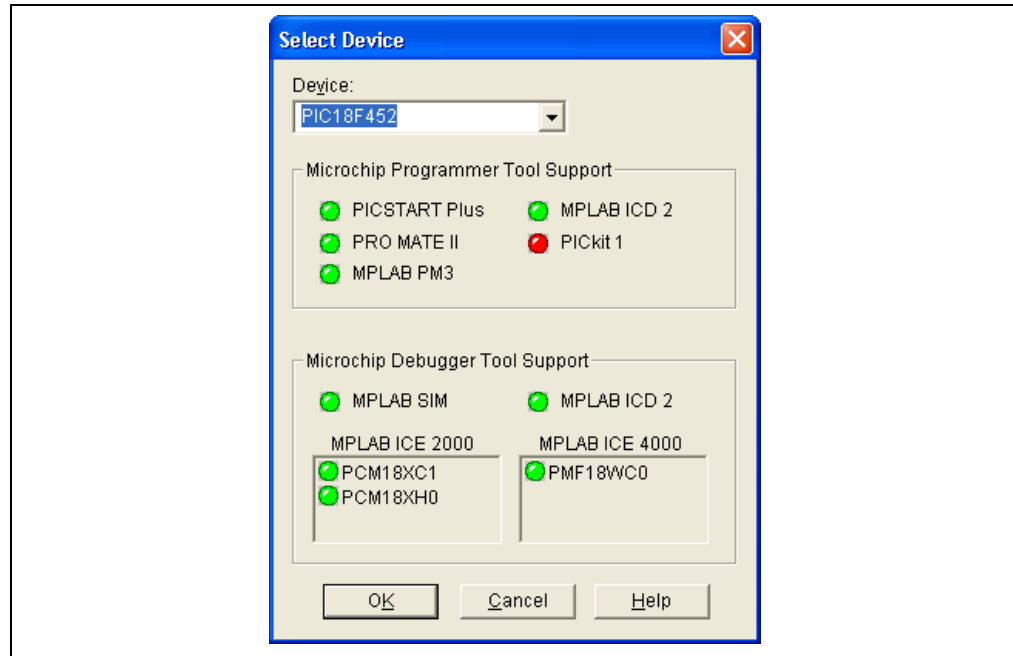 Select Device
Device:
PIC18F452
Microchip Programmer Tool Support
PICSTART Plus
MPLAB ICD 2
PRO MATE II
PICkit 1
MPLAB PM3
Microchip Debugger Tool Support
MPLAB SIM
MPLAB ICD 2
MPLAB ICE 2000
MPLAB ICE 4000
PCM18XC1
PCM18XH0
PMF18WC0
OK
Cancel
Help